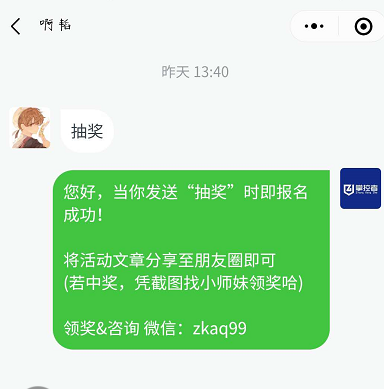 啊 韬
昨天 13:40
抽奖
掌控者
您好，当你发送“抽奖”时即报名
成功！
将活动文章分享至朋友圈即可
(若中奖，凭截图找小师妹领奖哈)
领奖&咨询 微信：zkaq99